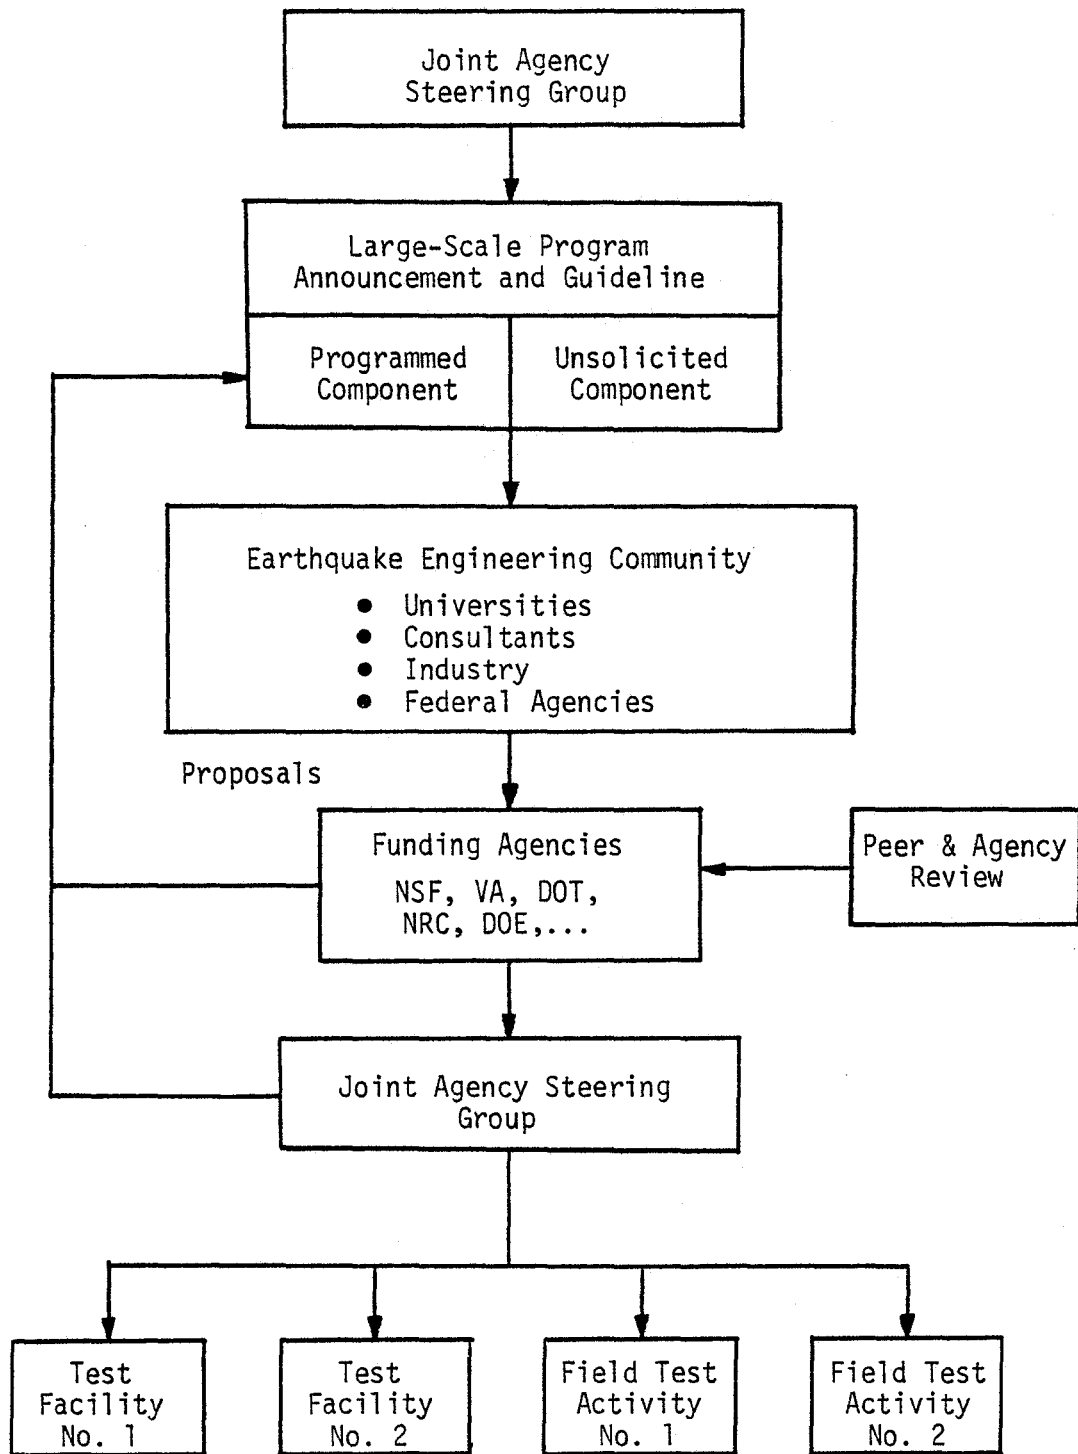 Joint Agency
Steering Group
Large-Scale Program
Announcement and Guideline
Programmed
Component
Unsolicited
Component
Earthquake Engineering Community
● Universities
● Consultants
● Industry
● Federal Agencies
Proposals
Funding Agencies
NSF, VA, DOT,
NRC, DOE,...
Peer & Agency
Review
Joint Agency Steering
Group
Test
Facility
No. 1
Test
Facility
No. 2
Field Test
Activity
No. 1
Field Test
Activity
No. 2